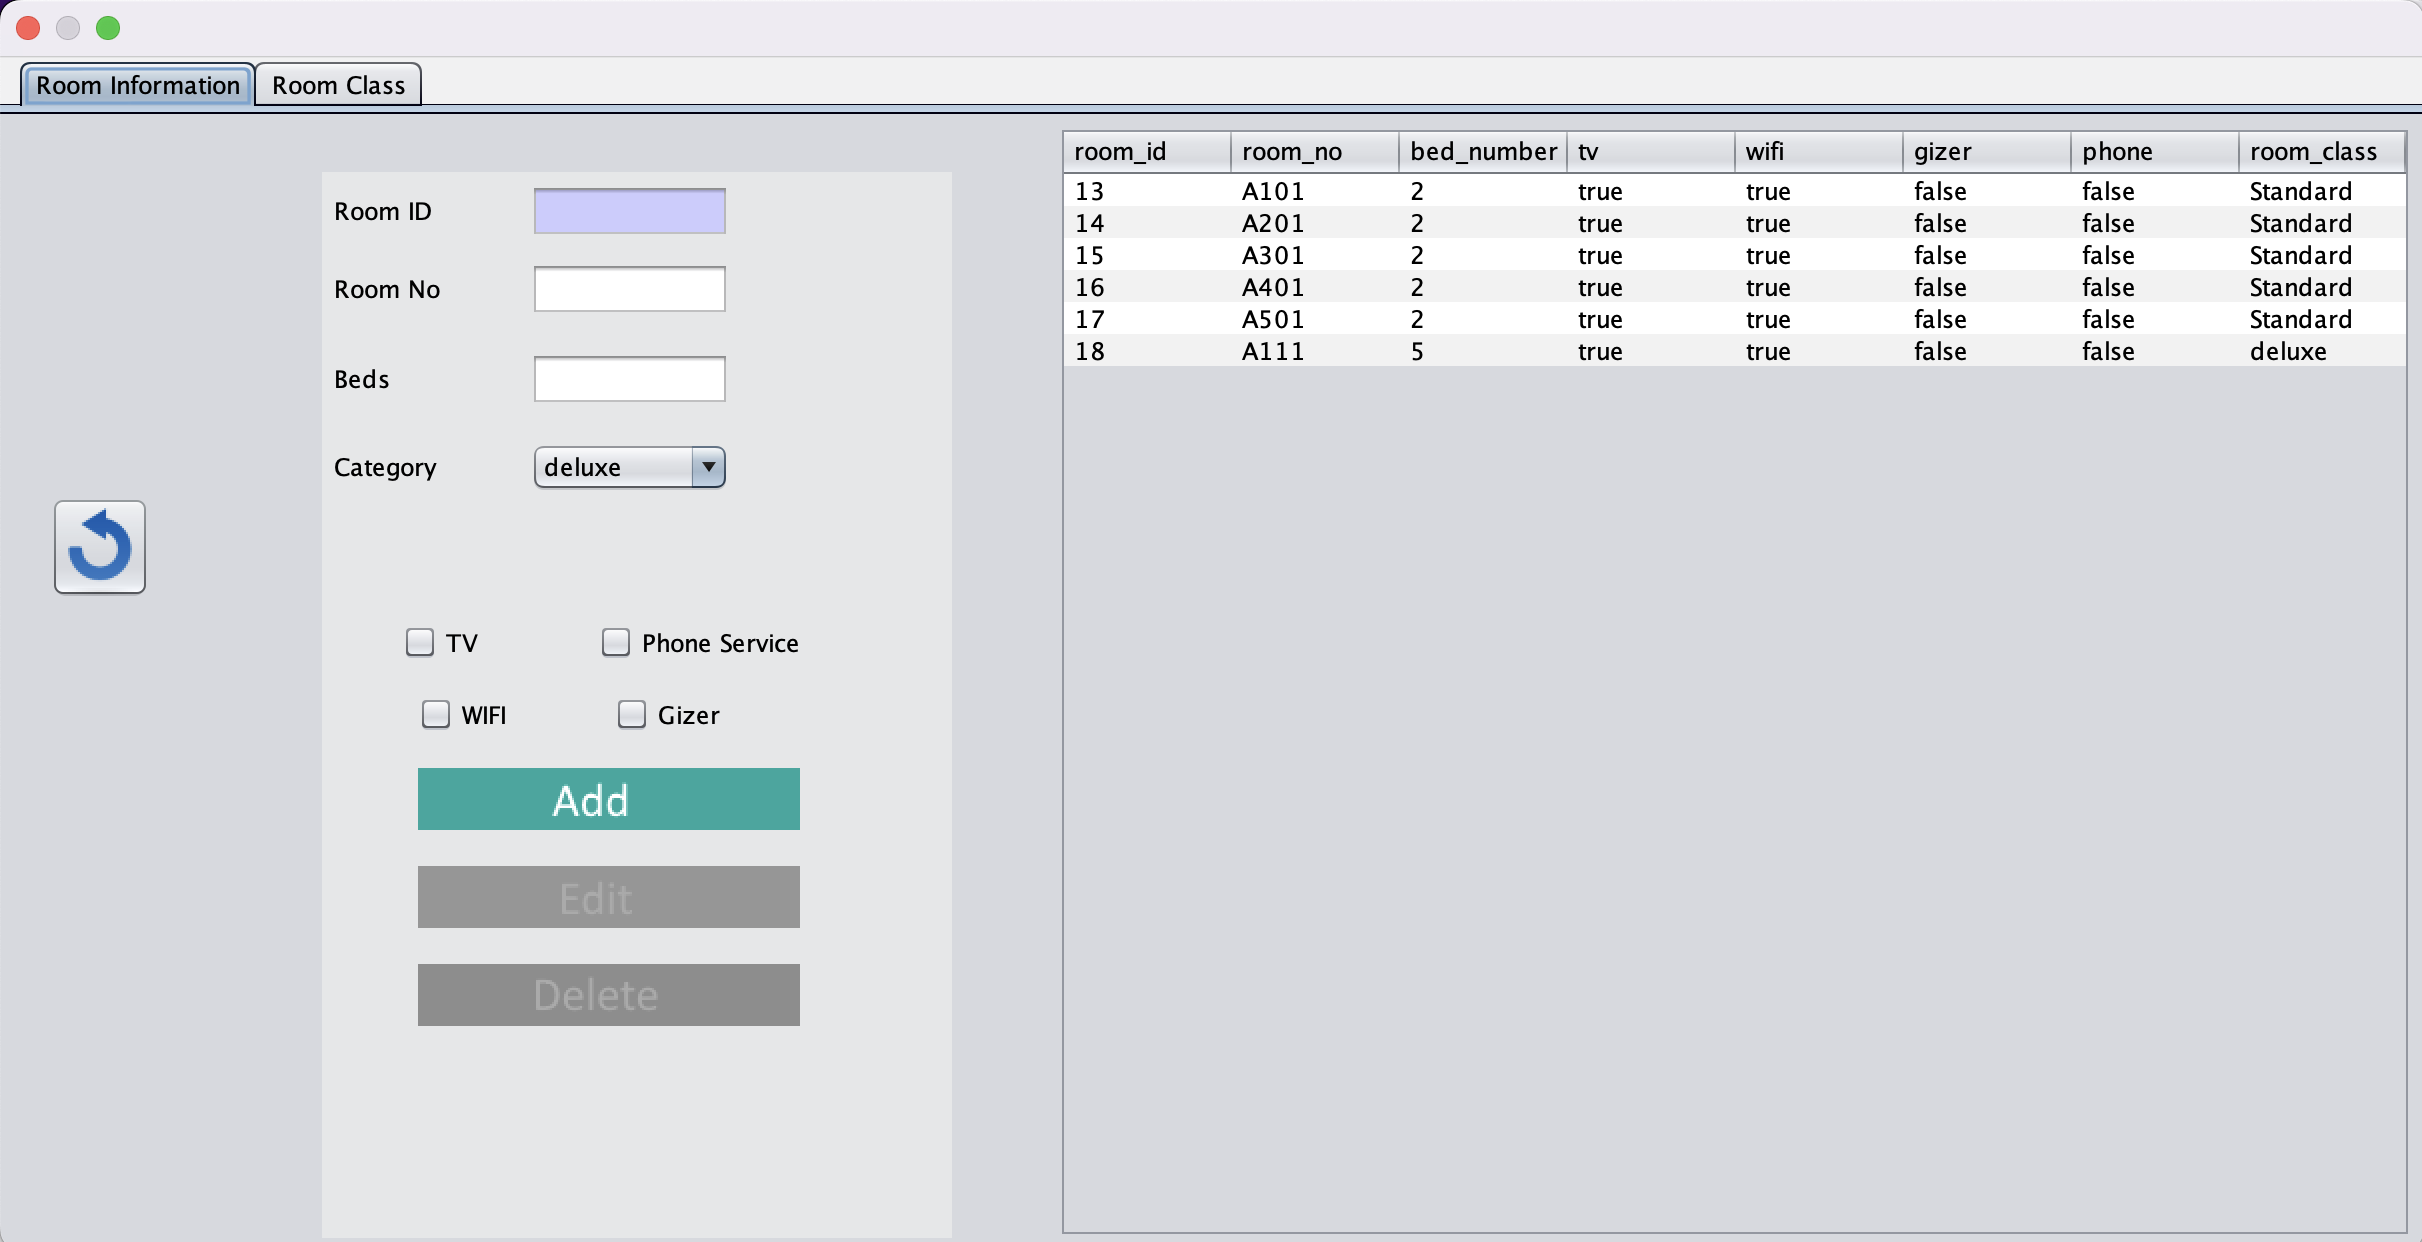 Room Information Room Class
Room ID
Room No
Beds
Category deluxe
TV Phone Service
WIFI Gizer
Add
Edit
Delete
room_id room_no bed_number tv wifi gizer phone room_class
13 A101 2 true true false false Standard
14 A201 2 true true false false Standard
15 A301 2 true true false false Standard
16 A401 2 true true false false Standard
17 A501 2 true true false false Standard
18 A111 5 true true false false deluxe